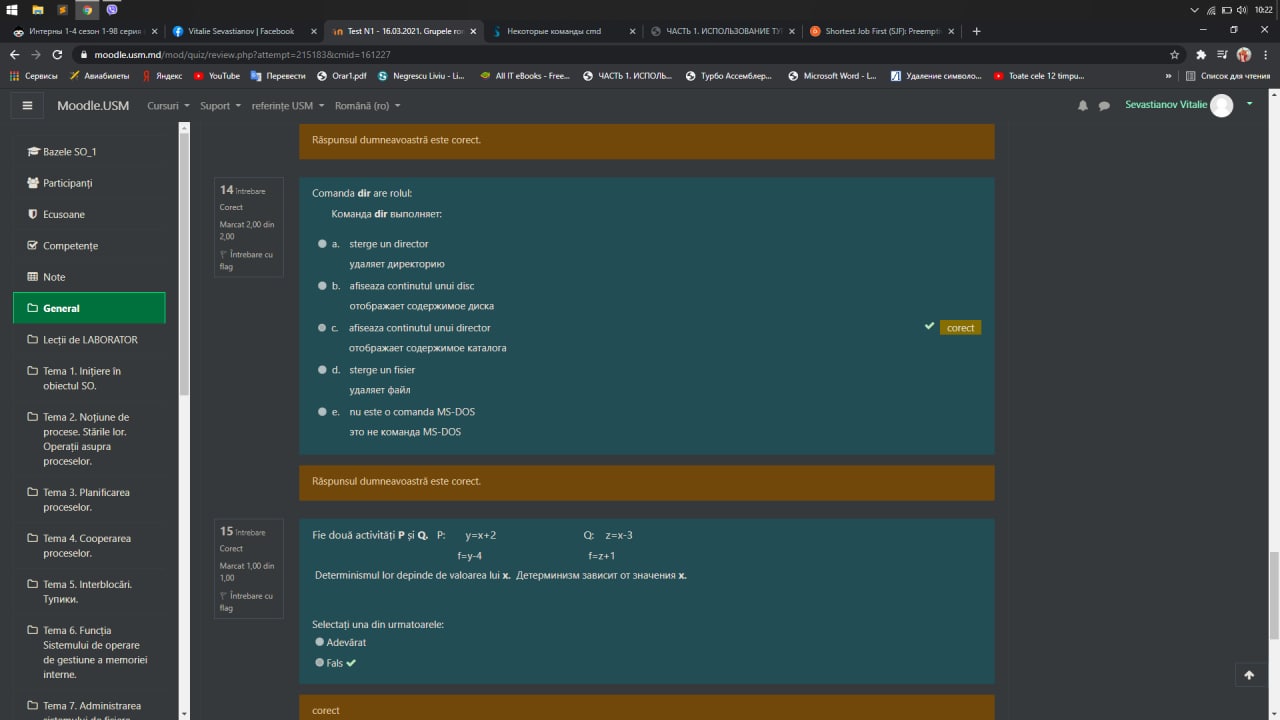 10:22
Интерны 1-4 сезон 1-98 серия
Vitalie Sevastianov | Facebook
Test N1 - 16.03.2021. Grupele ro
Некоторые команды cmd
ЧАСТЬ 1. ИСПОЛЬЗОВАНИЕ ТУ
Shortest Job First (SJF): Preempti
moodle.usm.md/mod/quiz/review.php?attempt=215183&cmid=161227
Сервисы
Авиабилеты
Яндекс
YouTube
Перевести
Orar1.pdf
Negrescu Liviu - Li...
All IT eBooks - Free...
ЧАСТЬ 1. ИСПОЛЬ...
Турбо Ассемблер...
Microsoft Word - L...
Удаление символо...
Toate cele 12 timpu...
»
Список для чтения
Moodle.USM
Cursuri
Suport
referințe USM
Română (ro)
Sevastianov Vitalie
Bazele SO_1
Participanți
Ecusoane
Competențe
Note
General
Lecții de LABORATOR
Tema 1. Inițiere în
obiectul SO.
Tema 2. Noțiune de
procese. Stările lor.
Operații asupra
proceselor.
Tema 3. Planificarea
proceselor.
Tema 4. Cooperarea
proceselor.
Tema 5. Interblocări.
Тупики.
Tema 6. Funcția
Sistemului de operare
de gestiune a memoriei
interne.
Tema 7. Administrarea
Răspunsul dumneavoastră este corect.
14 Întrebare
Corect
Marcat 2,00 din
2,00
Întrebare cu
flag
Comanda dir are rolul:
Команда dir выполняет:
a. sterge un director
удаляет директорию
b. afiseaza continutul unui disc
отображает содержимое диска
c. afiseaza continutul unui director
corect
отображает содержимое каталога
d. sterge un fisier
удаляет файл
e. nu este o comanda MS-DOS
это не команда MS-DOS
Răspunsul dumneavoastră este corect.
15 Întrebare
Corect
Marcat 1,00 din
1,00
Întrebare cu
flag
Fie două activități P și Q. P: y=x+2 Q: z=x-3
f=y-4 f=z+1
Determinismul lor depinde de valoarea lui x. Детерминизм зависит от значения x.
Selectați una din urmatoarele:
Adevărat
Fals
corect